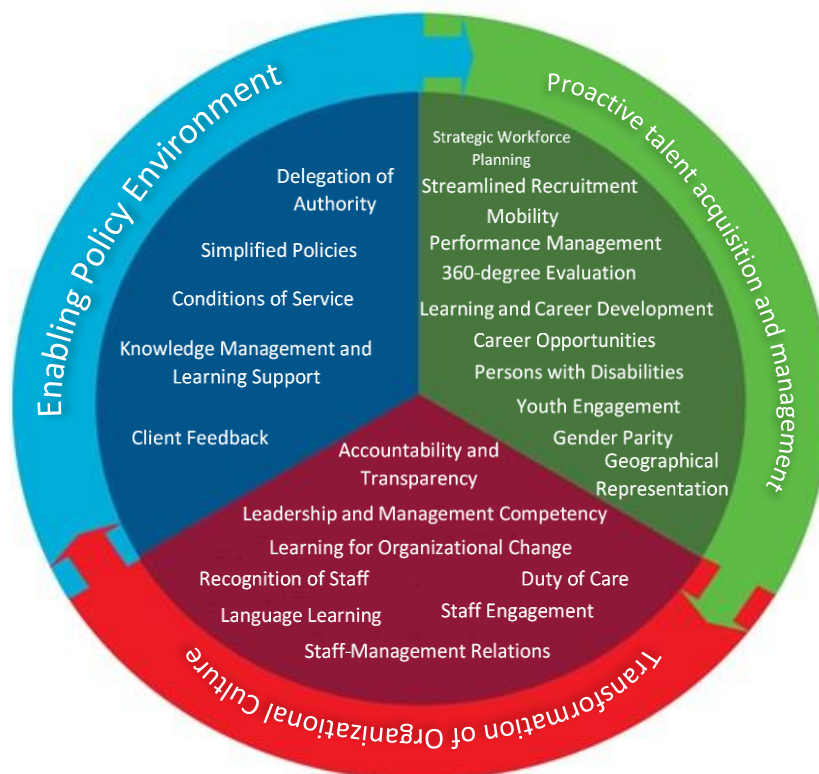 Enabling Policy Environment
Delegation of
Authority
Simplified Policies
Conditions of Service
Knowledge Management and
Learning Support
Client Feedback
Proactive talent acquisition and management
Strategic Workforce
Planning
Streamlined Recruitment
Mobility
Performance Management
360-degree Evaluation
Learning and Career Development
Career Opportunities
Persons with Disabilities
Youth Engagement
Gender Parity
Geographical
Representation
Accountability and
Transparency
Leadership and Management Competency
Learning for Organizational Change
Recognition of Staff
Duty of Care
Language Learning
Staff Engagement
Staff-Management Relations
Transformation of Organizational Culture